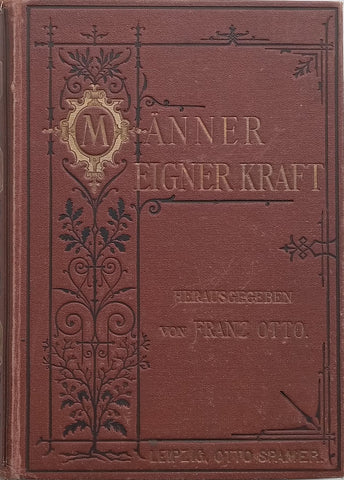 MÄNNER
EIGNER KRAFT
HERAUSGEGEBEN
VON FRANZ OTTO.
LEIPZIG, OTTO SPAMER.